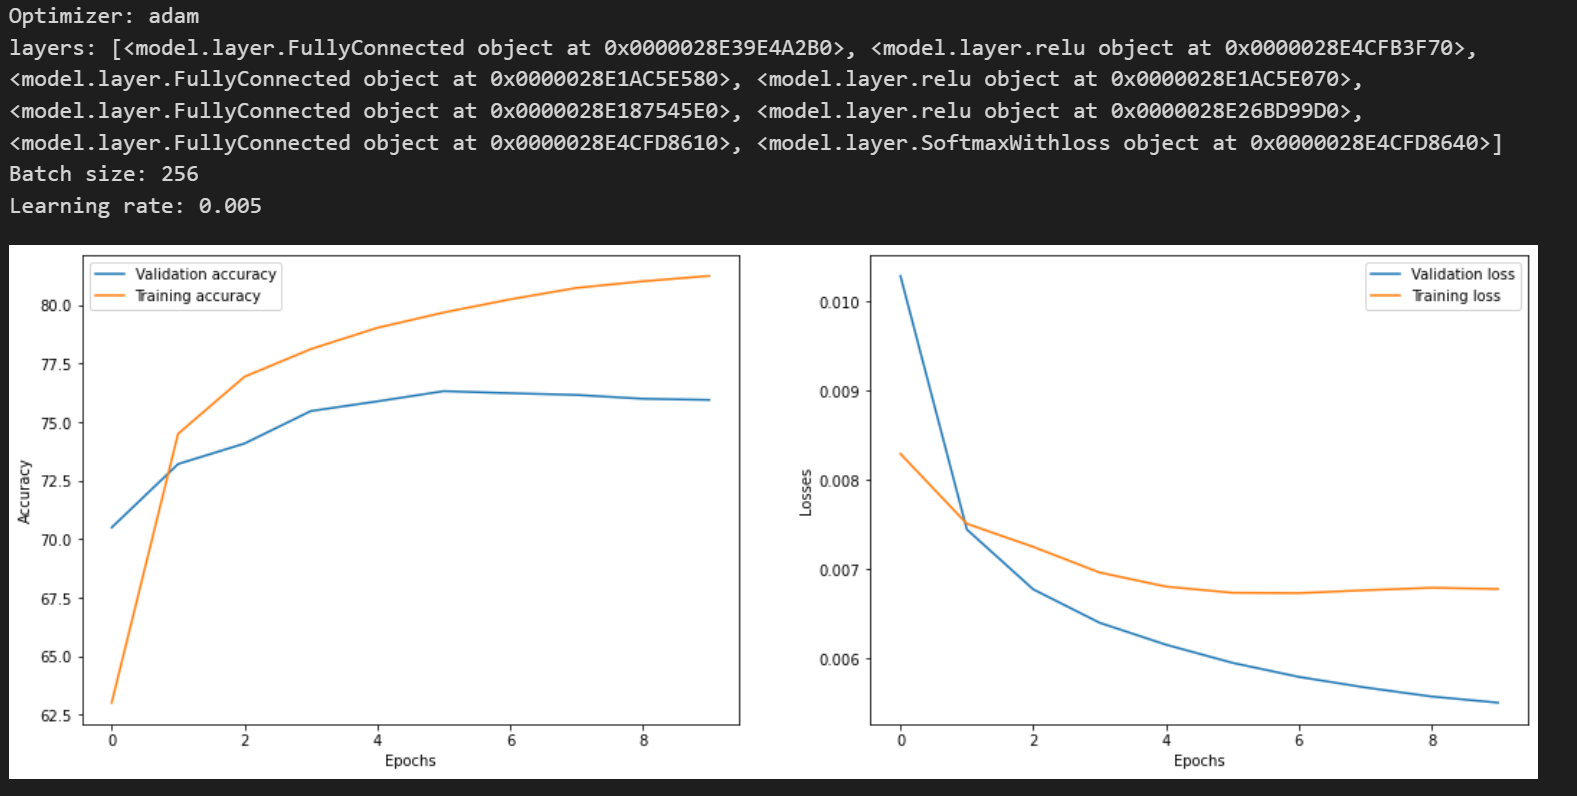 Optimizer: adam
layers: [<model.layer.FullyConnected object at 0x0000028E39E4A2B0>, <model.layer.relu object at 0x0000028E4CFB3F70>,
<model.layer.FullyConnected object at 0x0000028E1AC5E580>, <model.layer.relu object at 0x0000028E1AC5E070>,
<model.layer.FullyConnected object at 0x0000028E187545E0>, <model.layer.relu object at 0x0000028E26BD99D0>,
<model.layer.FullyConnected object at 0x0000028E4CFD8610>, <model.layer.SoftmaxWithloss object at 0x0000028E4CFD8640>]
Batch size: 256
Learning rate: 0.005
Validation accuracy
Training accuracy
80.0
77.5
75.0
72.5
70.0
67.5
65.0
62.5
Accuracy
0 2 4 6 8
Epochs
Validation loss
Training loss
0.010
0.009
0.008
0.007
0.006
Losses
0 2 4 6 8
Epochs